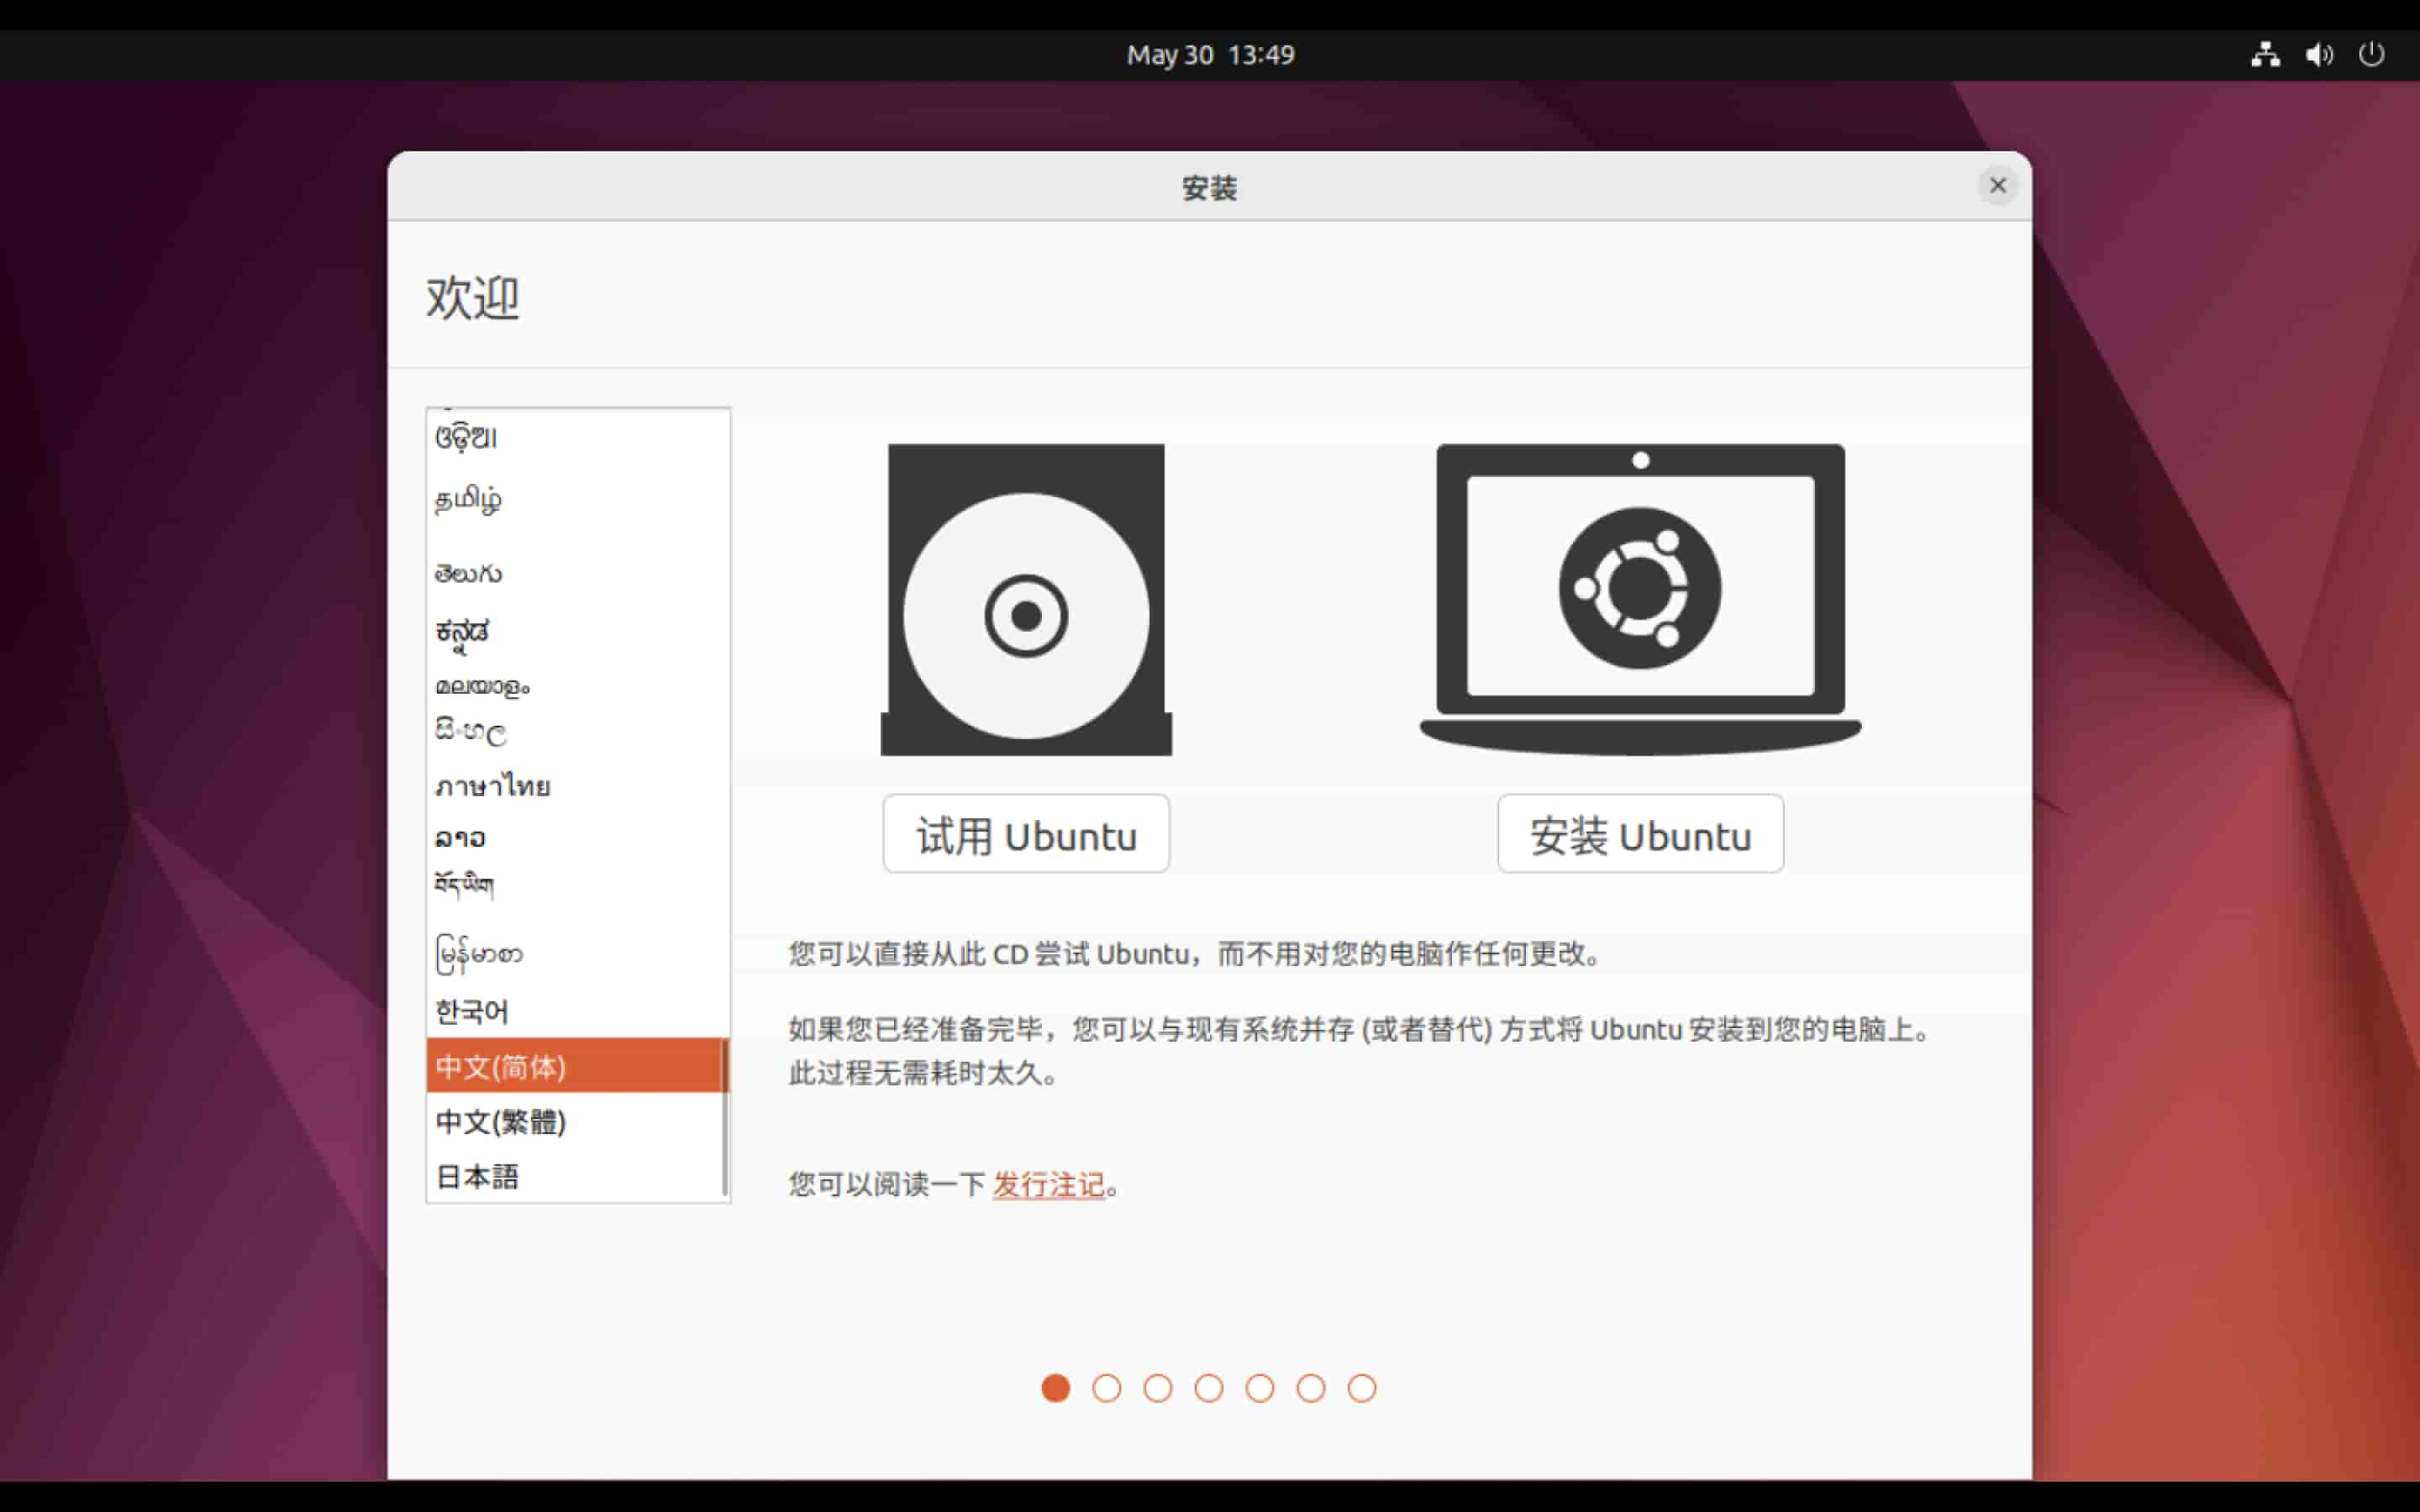 May 30 13:49
安装
欢迎
ଓଡ଼ିଆ
தமிழ்
తెలుగు
ಕನ್ನಡ
മലയാളം
සිංහල
ภาษาไทย
ລາວ
བོད་ཡིག
မြန်မာစာ
한국어
中文(简体)
中文(繁體)
日本語
试用 Ubuntu
安装 Ubuntu
您可以直接从此 CD 尝试 Ubuntu，而不用对您的电脑作任何更改。
如果您已经准备完毕，您可以与现有系统并存 (或者替代) 方式将 Ubuntu 安装到您的电脑上。
此过程无需耗时太久。
您可以阅读一下 发行注记。